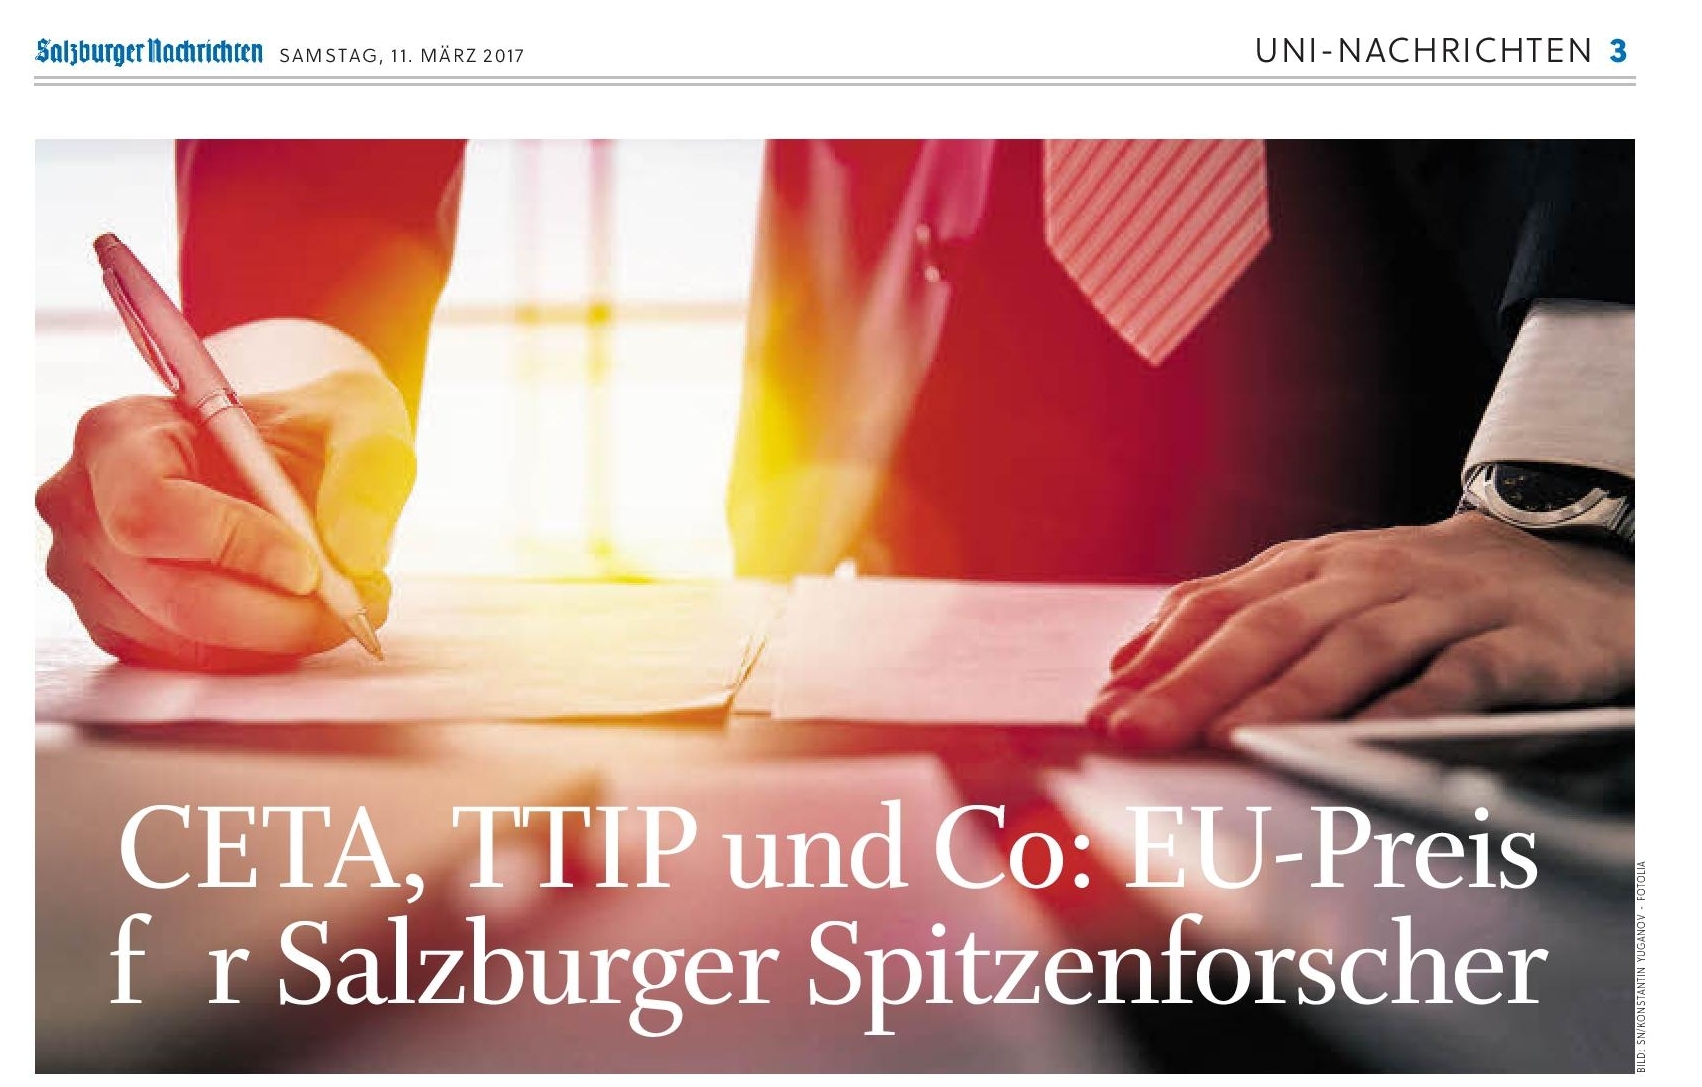 Salzburger Nachrichten SAMSTAG, 11. MÄRZ 2017
UNI-NACHRICHTEN 3
CETA, TTIP und Co: EU-Preis
f r Salzburger Spitzenforscher
BILD: SN/KONSTANTIN YUGANOV - FOTOLIA